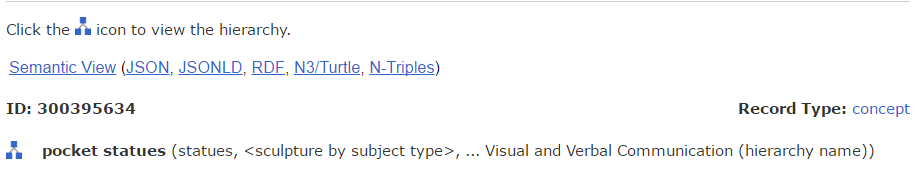 Click the icon to view the hierarchy.
Semantic View (JSON, JSONLD, RDF, N3/Turtle, N-Triples)
ID: 300395634 Record Type: concept
pocket statues (statues, <sculpture by subject type>, ... Visual and Verbal Communication (hierarchy name))